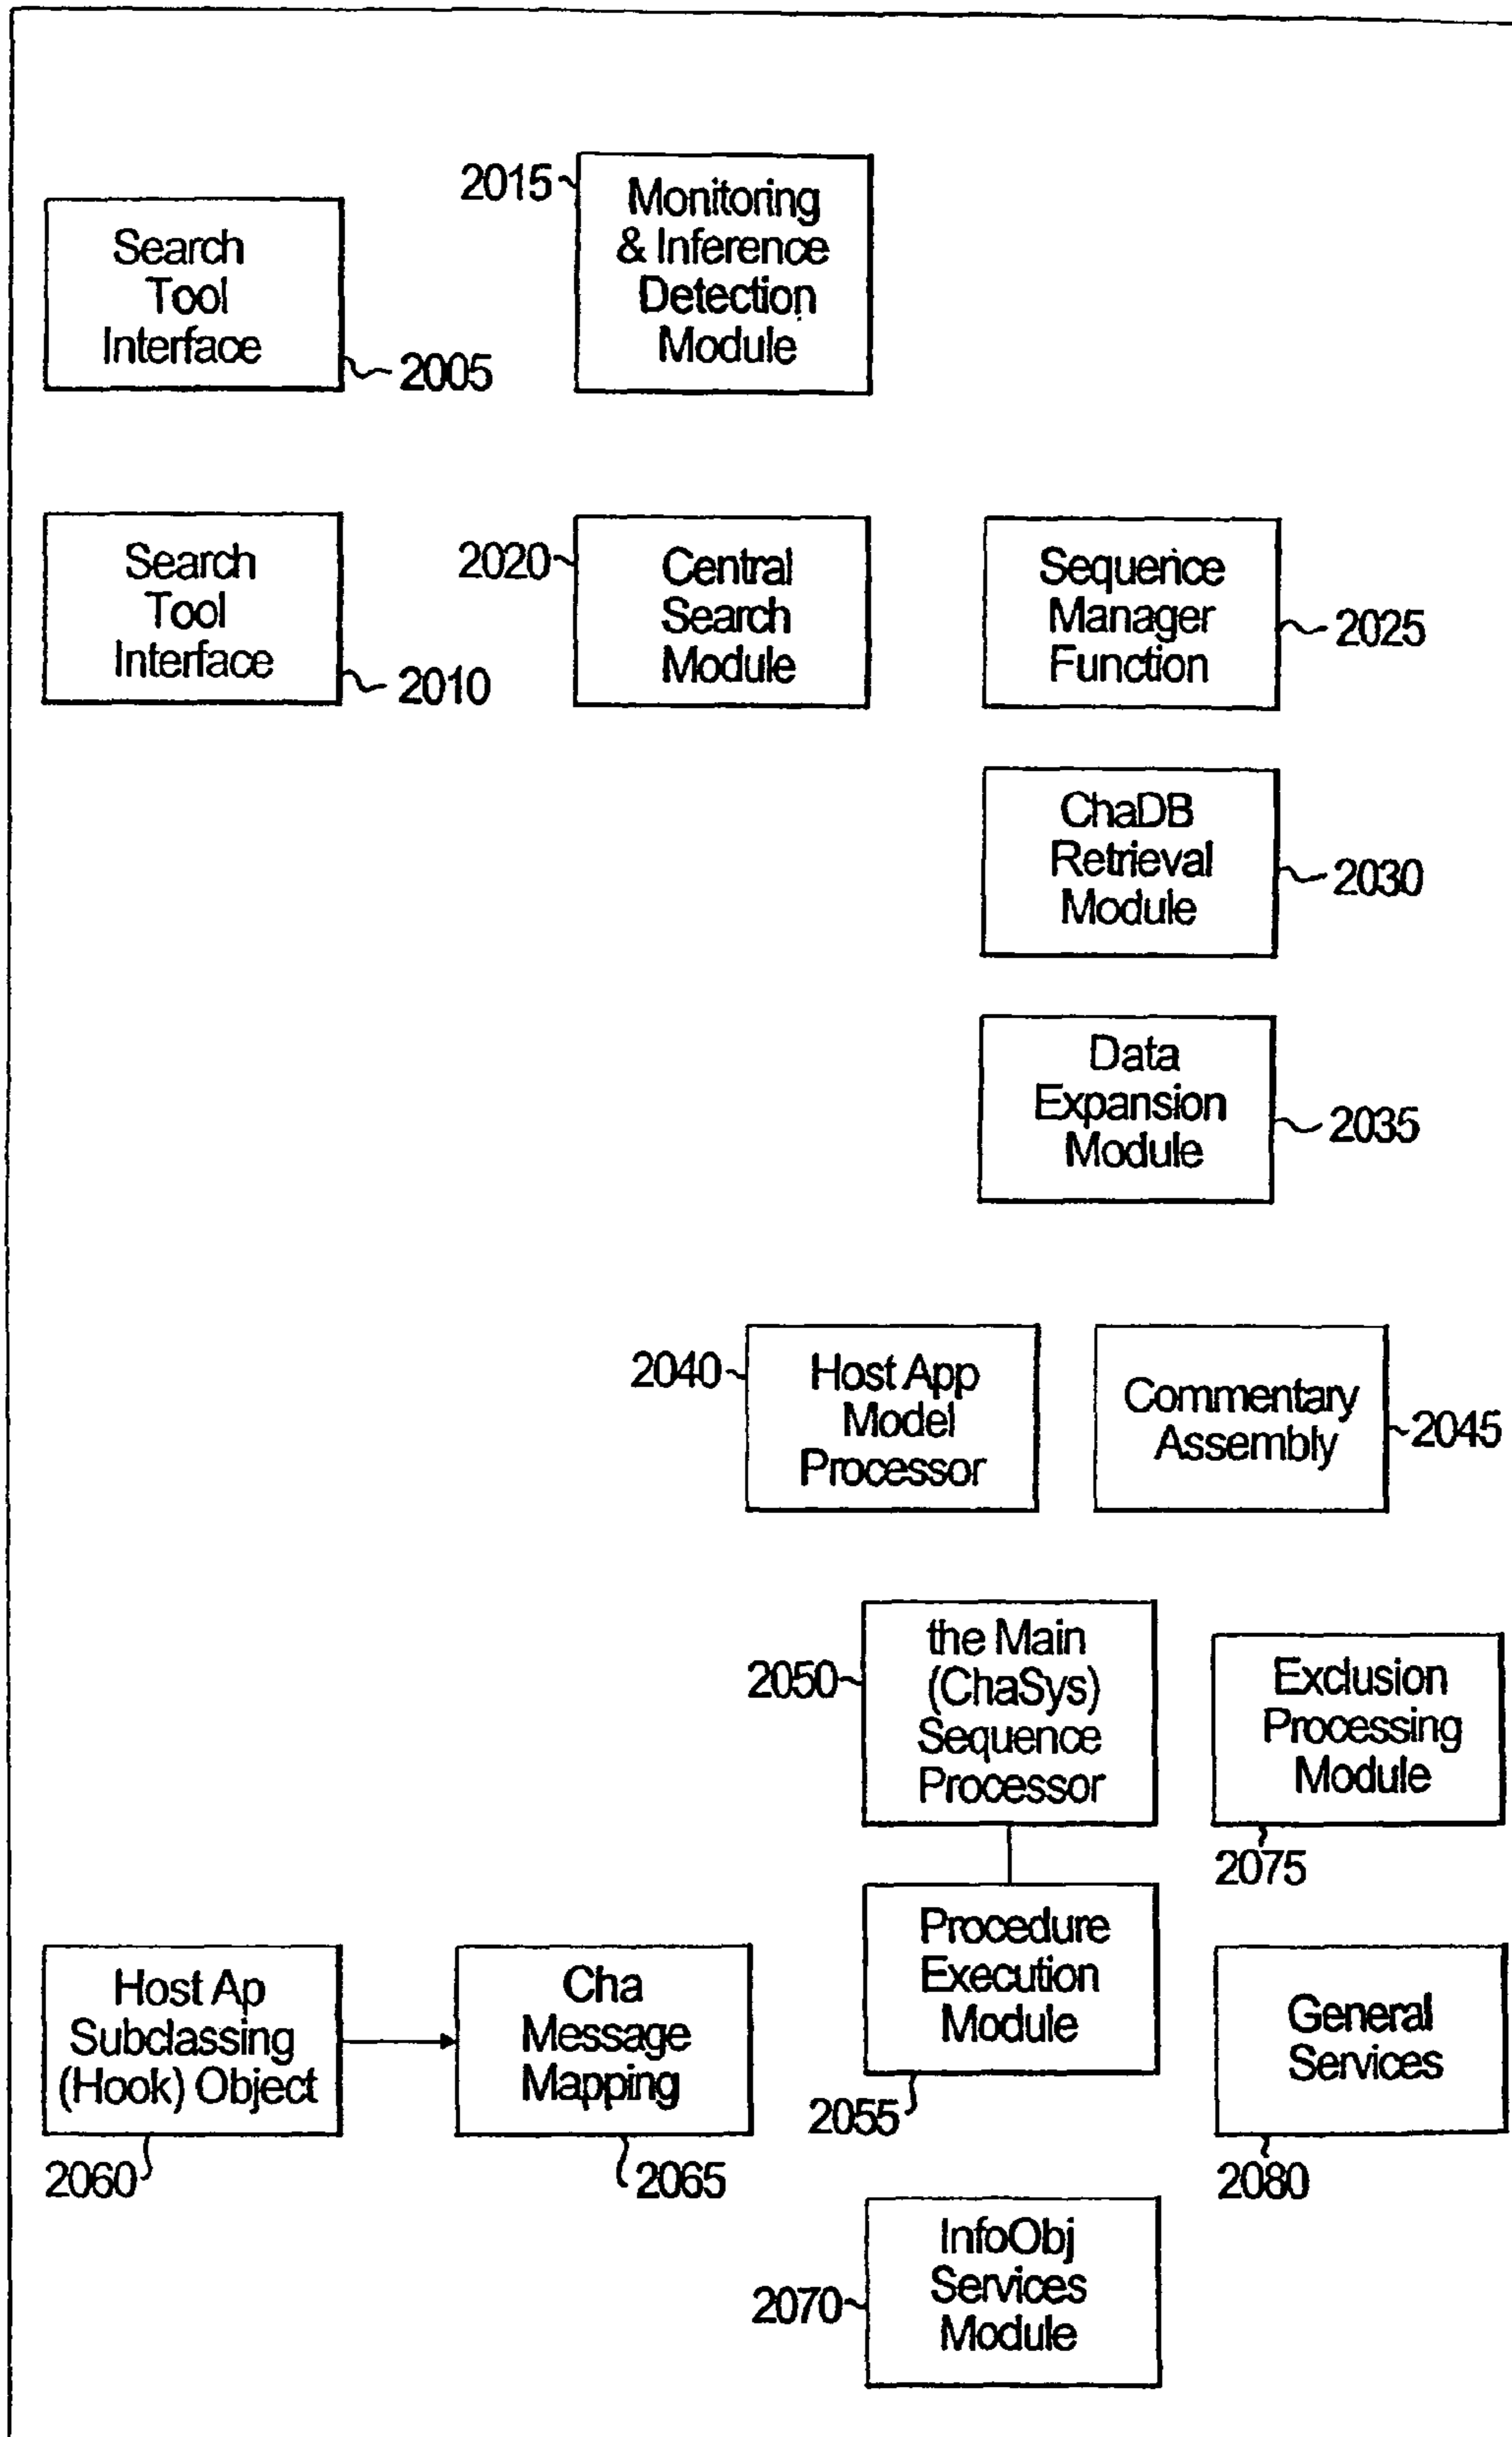 2015
Monitoring
& Inference
Detection
Module
Search
Tool
Interface
2005
Search
Tool
Interface
2010
2020
Central
Search
Module
Sequence
Manager
Function
2025
ChaDB
Retrieval
Module
2030
Data
Expansion
Module
2035
2040
Host App
Model
Processor
Commentary
Assembly
2045
2050
the Main
(ChaSys)
Sequence
Processor
Exclusion
Processing
Module
2075
Procedure
Execution
Module
2055
Host Ap
Subclassing
(Hook) Object
2060
Cha
Message
Mapping
2065
General
Services
2080
2070
InfoObj
Services
Module